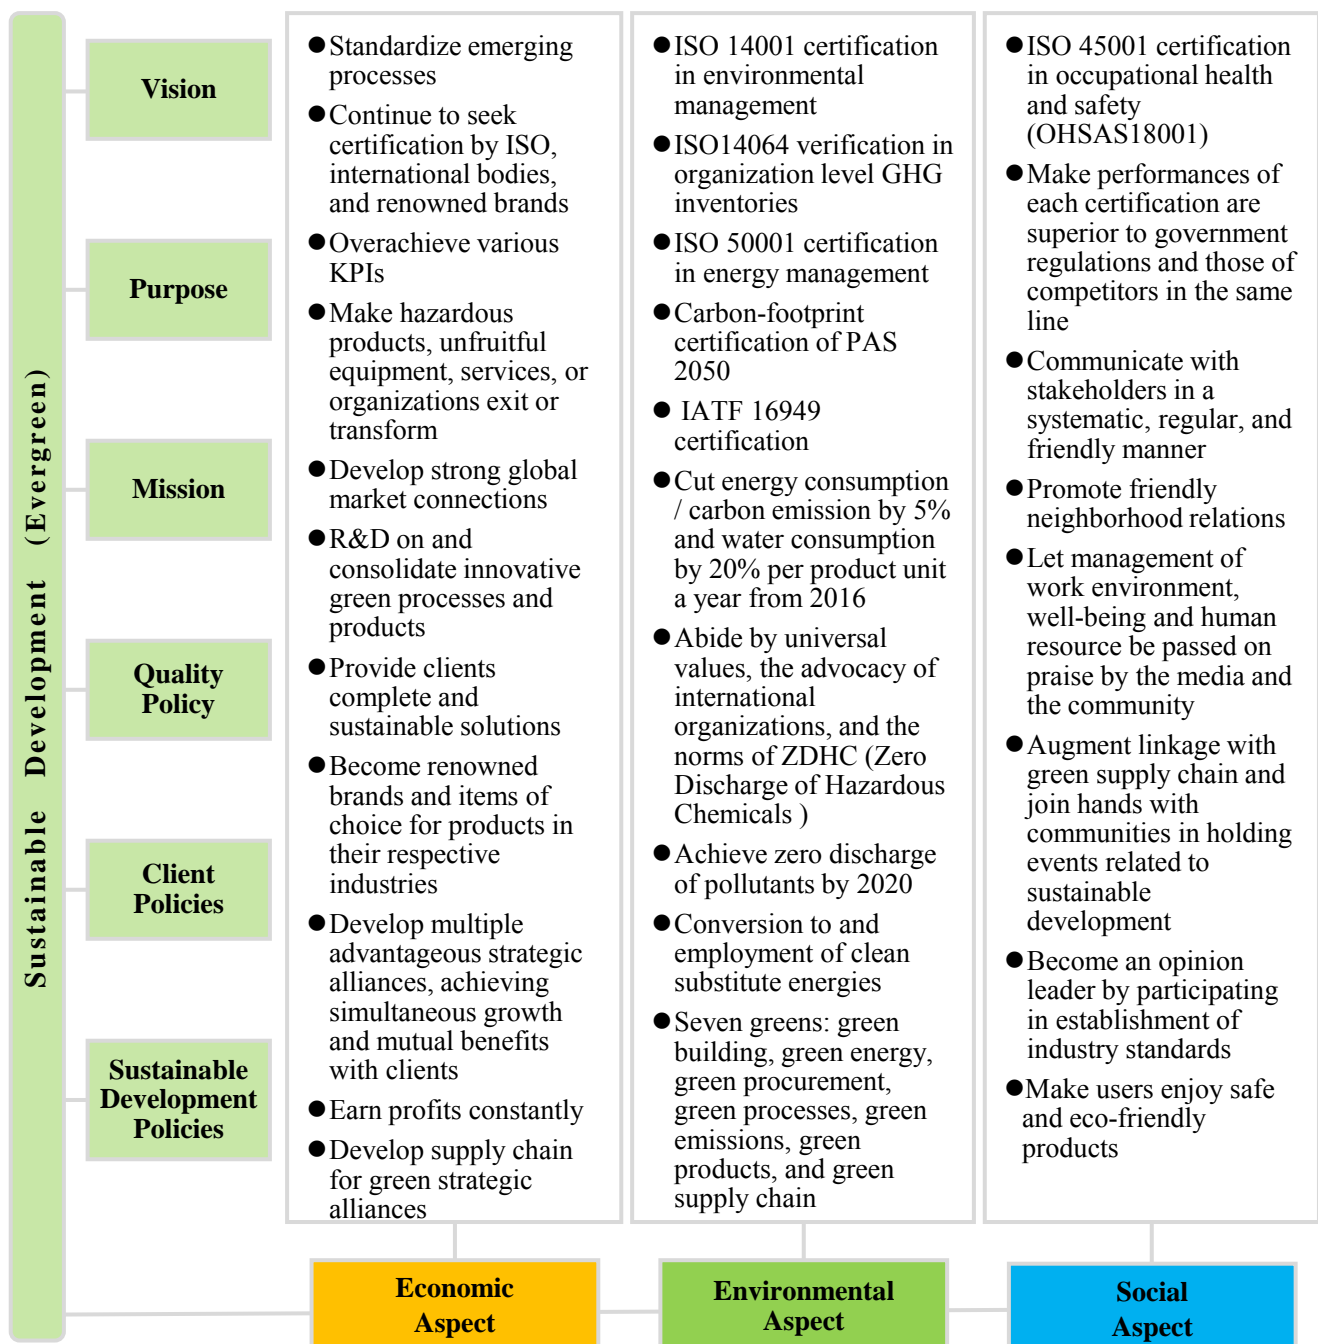 Sustainable Development (Evergreen)
Vision
Purpose
Mission
Quality
Policy
Client
Policies
Sustainable
Development
Policies
●Standardize emerging
processes
●Continue to seek
certification by ISO,
international bodies,
and renowned brands
●Overachieve various
KPIs
●Make hazardous
products, unfruitful
equipment, services, or
organizations exit or
transform
●Develop strong global
market connections
●R&D on and
consolidate innovative
green processes and
products
●Provide clients
complete and
sustainable solutions
●Become renowned
brands and items of
choice for products in
their respective
industries
●Develop multiple
advantageous strategic
alliances, achieving
simultaneous growth
and mutual benefits
with clients
●Earn profits constantly
●Develop supply chain
for green strategic
alliances
●ISO 14001 certification
in environmental
management
●ISO14064 verification in
organization level GHG
inventories
●ISO 50001 certification
in energy management
●Carbon-footprint
certification of PAS
2050
● IATF 16949
certification
●Cut energy consumption
/ carbon emission by 5%
and water consumption
by 20% per product unit
a year from 2016
●Abide by universal
values, the advocacy of
international
organizations, and the
norms of ZDHC (Zero
Discharge of Hazardous
Chemicals )
●Achieve zero discharge
of pollutants by 2020
●Conversion to and
employment of clean
substitute energies
●Seven greens: green
building, green energy,
green procurement,
green processes, green
emissions, green
products, and green
supply chain
●ISO 45001 certification
in occupational health
and safety
(OHSAS18001)
●Make performances of
each certification are
superior to government
regulations and those of
competitors in the same
line
●Communicate with
stakeholders in a
systematic, regular, and
friendly manner
●Promote friendly
neighborhood relations
●Let management of
work environment,
well-being and human
resource be passed on
praise by the media and
the community
●Augment linkage with
green supply chain and
join hands with
communities in holding
events related to
sustainable
development
●Become an opinion
leader by participating
in establishment of
industry standards
●Make users enjoy safe
and eco-friendly
products
Economic
Aspect
Environmental
Aspect
Social
Aspect